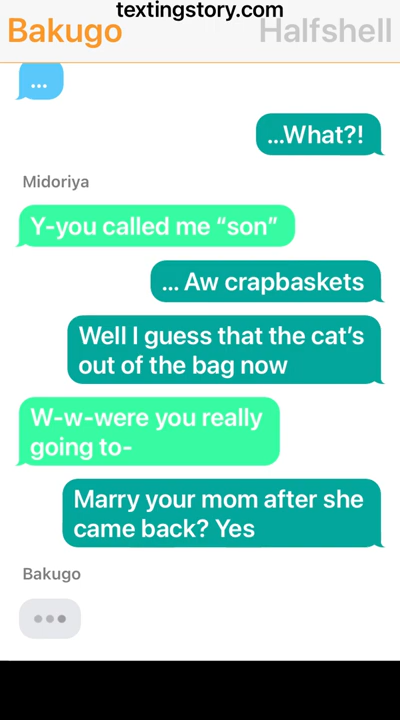 textingstory.com
Bakugo
Halfshell
...
...What?!
Midoriya
Y-you called me “son”
... Aw crapbaskets
Well I guess that the cat’s
out of the bag now
W-w-were you really
going to-
Marry your mom after she
came back? Yes
Bakugo